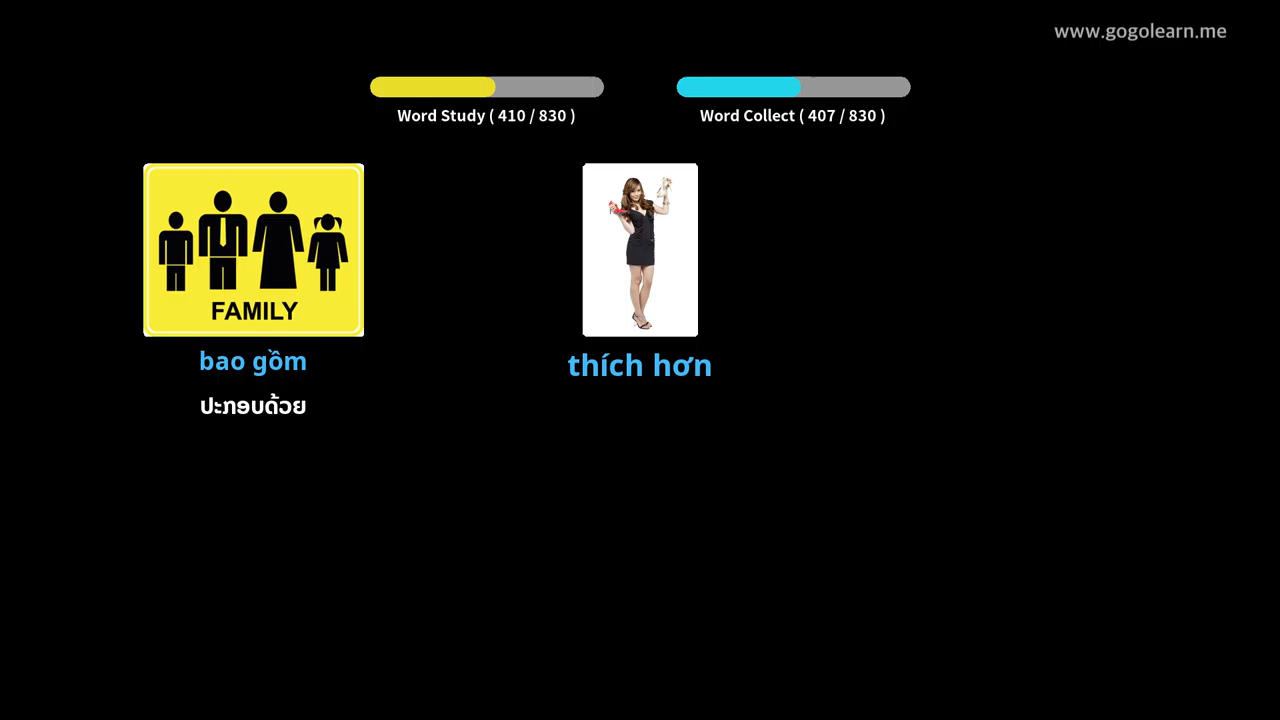 www.gogolearn.me
Word Study ( 410 / 830 )
Word Collect ( 407 / 830 )
FAMILY
bao gồm
ປະກອບດ້ວຍ
thích hơn